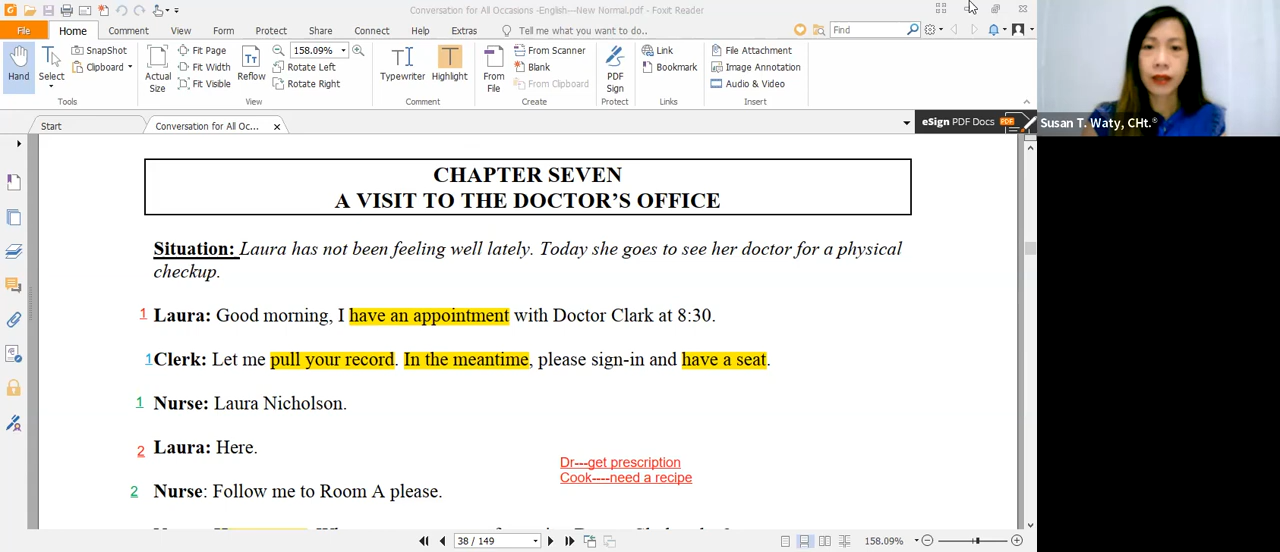 Conversation for All Occasions -English---New Normal.pdf - Foxit Reader
File Home Comment View Form Protect Share Connect Help Extras Tell me what you want to do.. Find
Hand Select SnapShot Clipboard Actual Size Fit Page Fit Width Fit Visible Reflow 158.09% Rotate Left Rotate Right Typewriter Highlight From File From Scanner Blank From Clipboard PDF Sign Link Bookmark File Attachment Image Annotation Audio & Video
Tools View Comment Create Protect Links Insert
Start Conversation for All Oc... eSign PDF Docs PDF
Susan T. Waty, CHt.®
CHAPTER SEVEN
A VISIT TO THE DOCTOR'S OFFICE
Situation: Laura has not been feeling well lately. Today she goes to see her doctor for a physical
checkup.
1 Laura: Good morning, I have an appointment with Doctor Clark at 8:30.
1 Clerk: Let me pull your record. In the meantime, please sign-in and have a seat.
1 Nurse: Laura Nicholson.
2 Laura: Here.
Dr---get prescription
Cook----need a recipe
2 Nurse: Follow me to Room A please.
38 / 149 158.09%